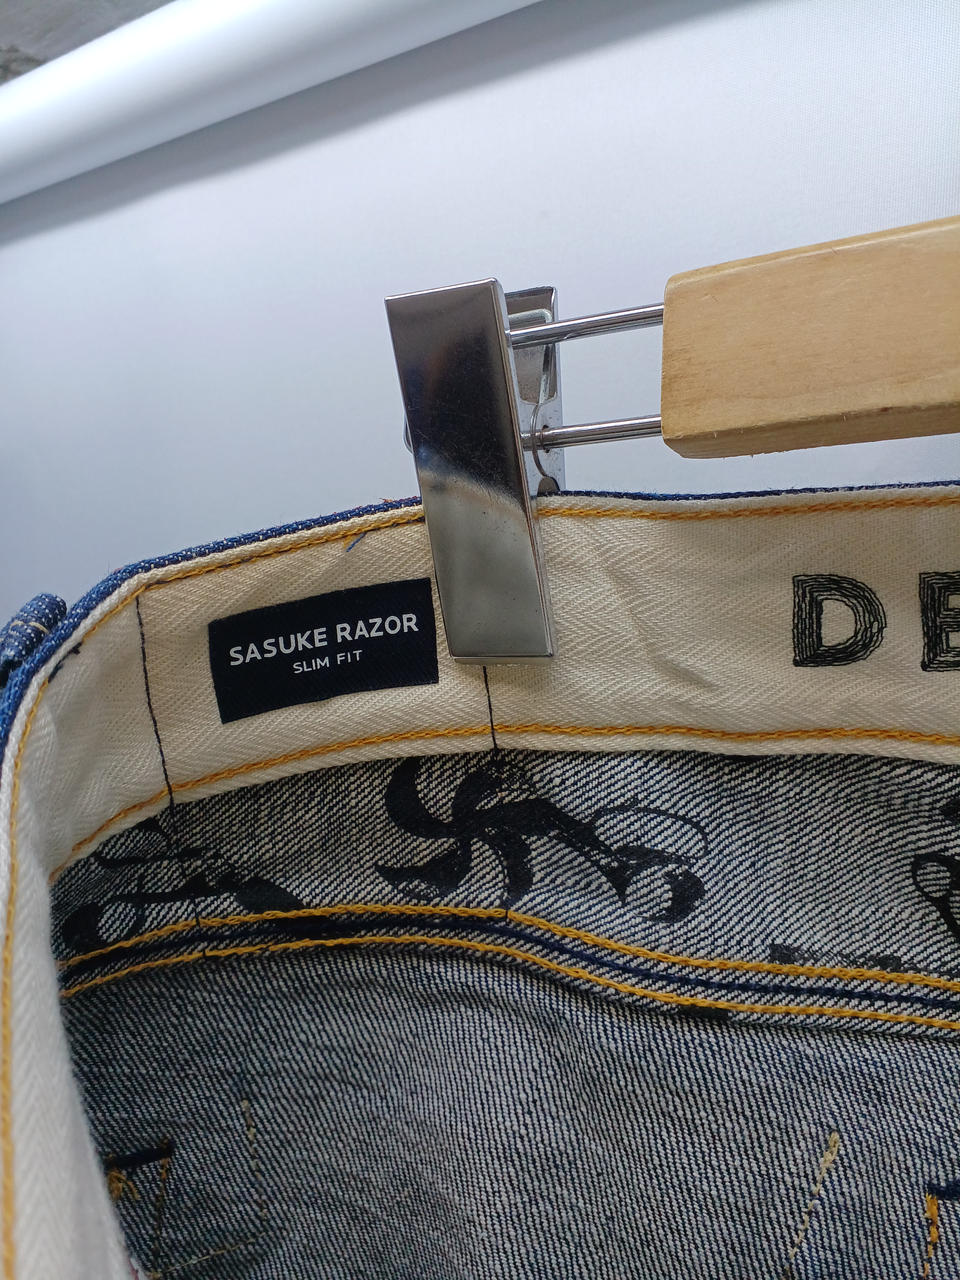 SASUKE RAZOR
SLIM FIT
DE